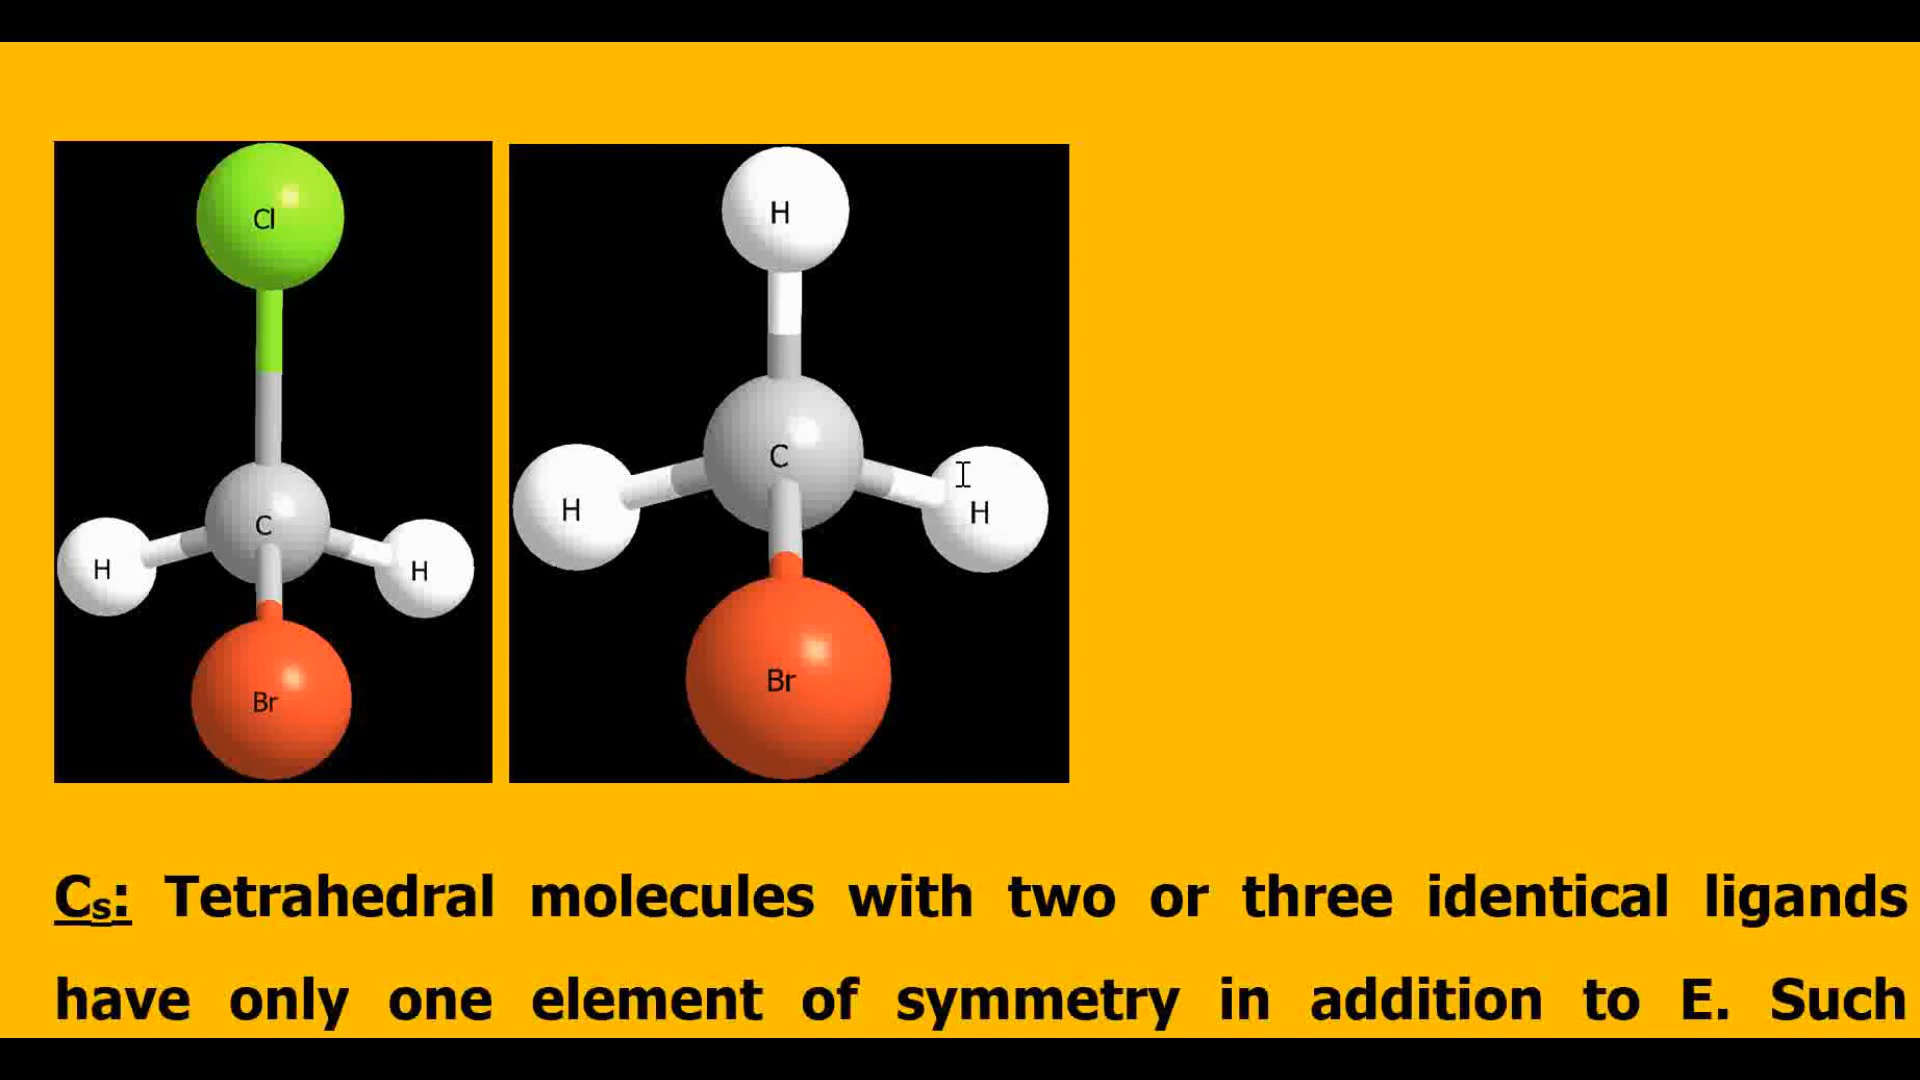 Cl
H
C
C
H
H
H
H
Br
Br
Cs: Tetrahedral molecules with two or three identical ligands
have only one element of symmetry in addition to E. Such